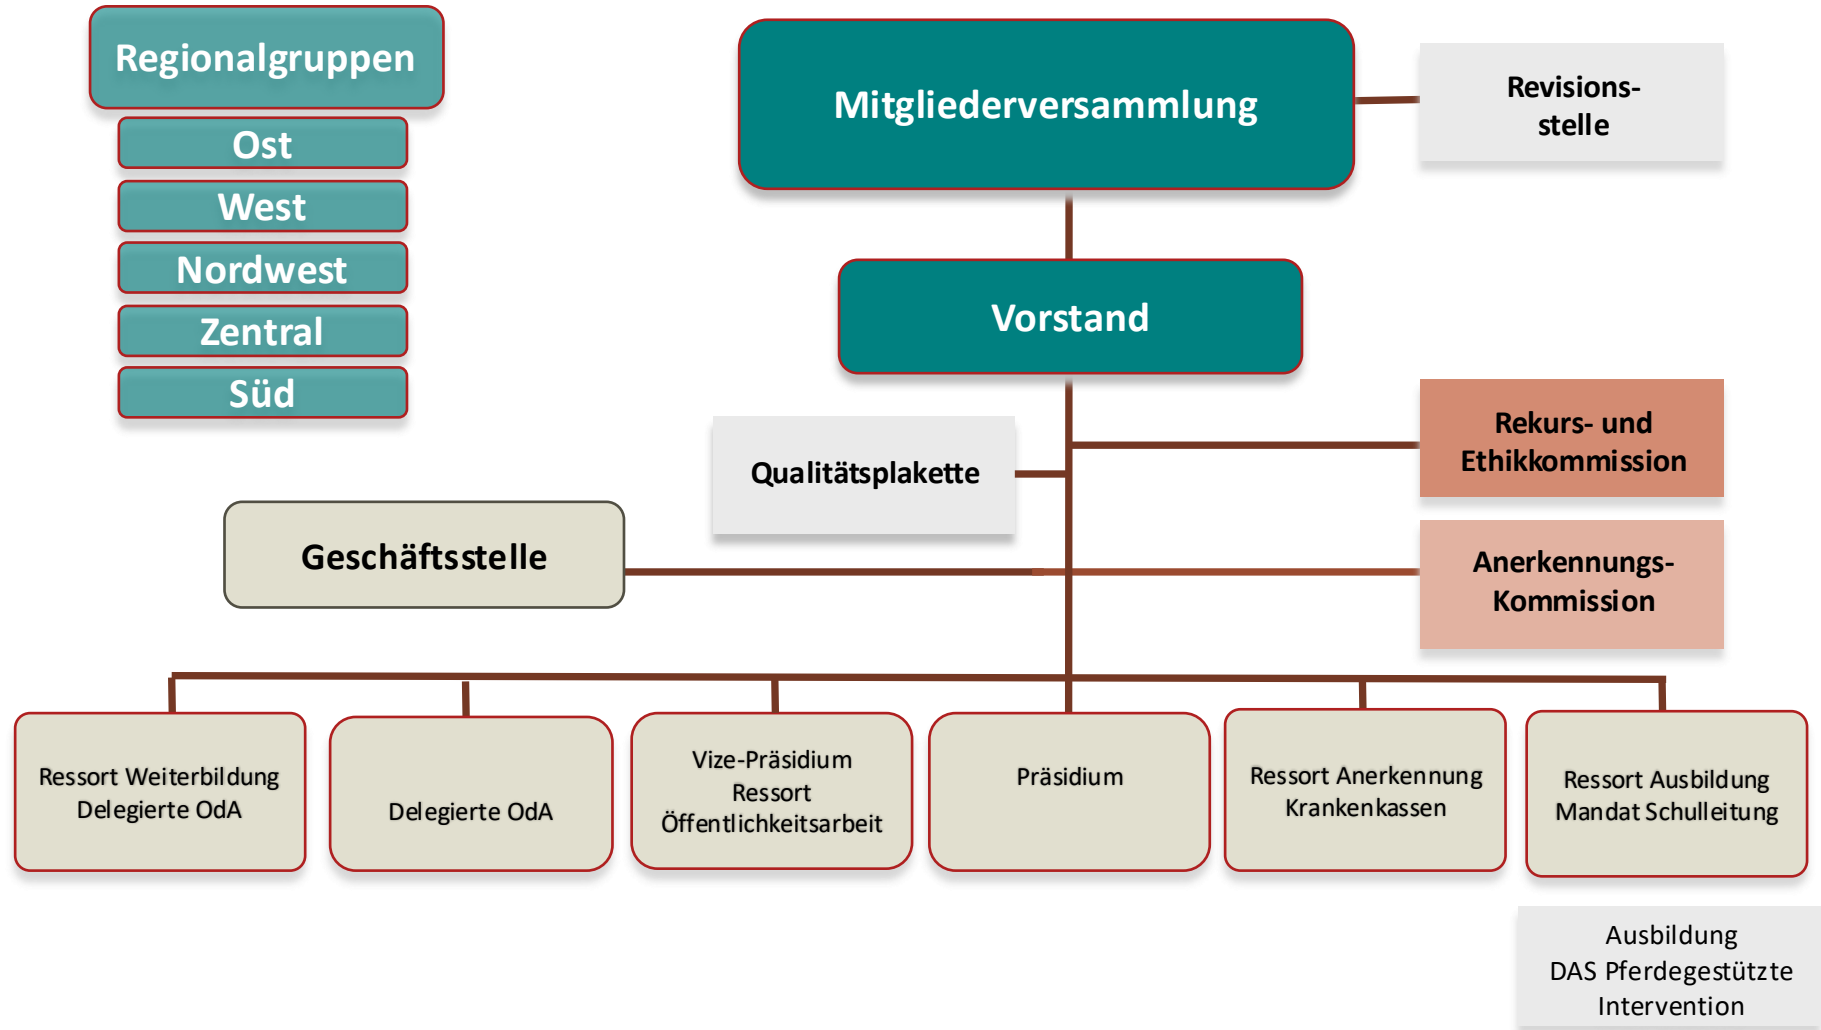 Regionalgruppen
Ost
West
Nordwest
Zentral
Süd
Mitgliederversammlung
Revisions-
stelle
Vorstand
Rekurs- und
Ethikkommission
Qualitätsplakette
Geschäftsstelle
Anerkennungs-
Kommission
Ressort Weiterbildung
Delegierte OdA
Delegierte OdA
Vize-Präsidium
Ressort
Öffentlichkeitsarbeit
Präsidium
Ressort Anerkennung
Krankenkassen
Ressort Ausbildung
Mandat Schulleitung
Ausbildung
DAS Pferdegestützte
Intervention